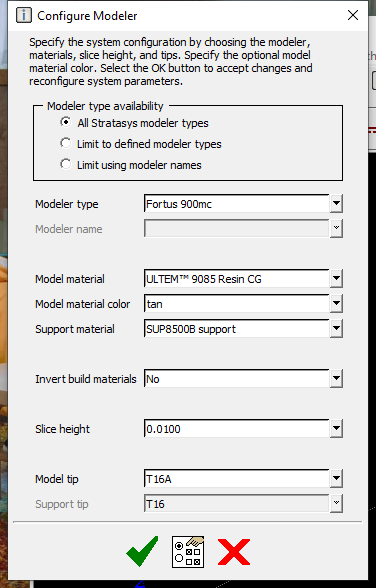 Configure Modeler
Specify the system configuration by choosing the modeler,
materials, slice height, and tips. Specify the optional model
material color. Select the OK button to accept changes and
reconfigure system parameters.
Modeler type availability
All Stratasys modeler types
Limit to defined modeler types
Limit using modeler names
Modeler type Fortus 900mc
Modeler name
Model material ULTEM™ 9085 Resin CG
Model material color tan
Support material SUP8500B support
Invert build materials No
Slice height 0.0100
Model tip T16A
Support tip T16